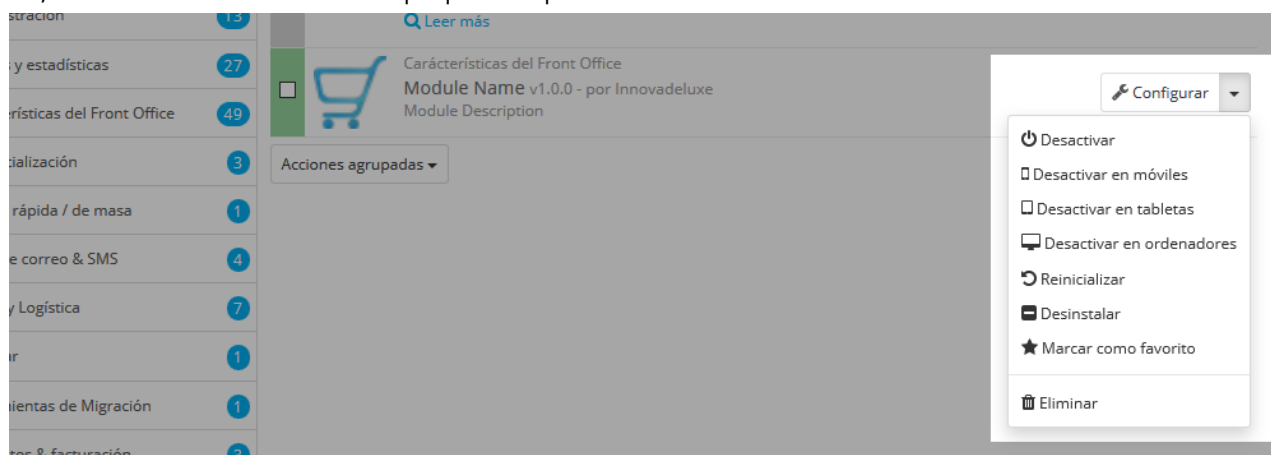 stración 13
Leer más
s y estadísticas 27
Carácterísticas del Front Office
Module Name v1.0.0 - por Innovadeluxe
Module Description
Configurar
erísticas del Front Office 49
Desactivar
Desactivar en móviles
Desactivar en tabletas
Desactivar en ordenadores
Reinicializar
Desinstalar
Marcar como favorito
Eliminar
cialización 3
Acciones agrupadas
rápida / de masa 1
e correo & SMS 4
y Logística 7
ar 1
mientas de Migración 1